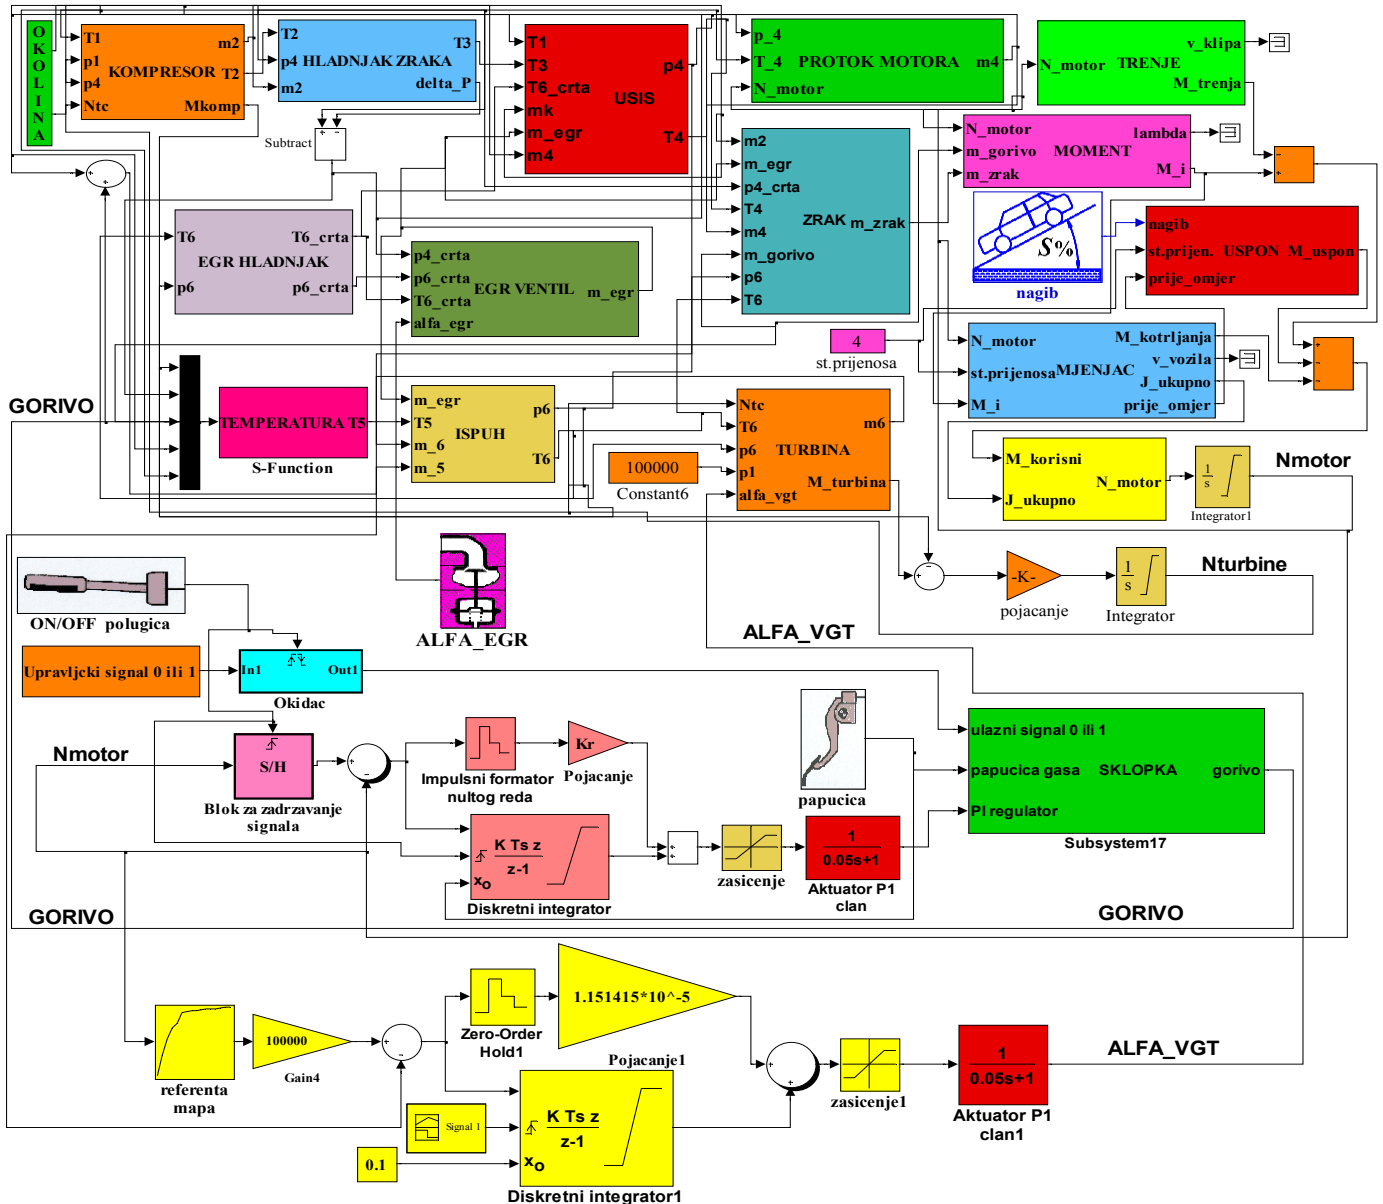 OKOLINA
T1
p1
p4
Ntc
KOMPRESOR
m2
T2
Mkomp
T2
p4
m2
HLADNJAK ZRAKA
T3
delta_P
Subtract
T1
T3
T6_crta
mk
m_egr
m4
USIS
p4
T4
p_4
T_4
N_motor
PROTOK MOTORA
m4
N_motor
TRENJE
v_klipa
M_trenja
N_motor
m_gorivo
m_zrak
MOMENT
lambda
M_i
m2
m_egr
p4_crta
T4
m4
m_gorivo
p6
T6
ZRAK
m_zrak
S%
nagib
nagib
st.prijen.
prije_omjer
USPON
M_uspon
T6
p6
EGR HLADNJAK
T6_crta
p6_crta
p4_crta
p6_crta
T6_crta
alfa_egr
EGR VENTIL
m_egr
4
st.prijenosa
N_motor
st.prijenosa
M_i
MJENJAC
M_kotrljanja
v_vozila
J_ukupno
prije_omjer
GORIVO
TEMPERATURA T5
S-Function
m_egr
T5
m_6
m_5
ISPUH
p6
T6
100000
Constant6
Ntc
T6
p6
p1
alfa_vgt
TURBINA
m6
M_turbina
M_korisni
J_ukupno
N_motor
1
s
Integrator1
Nmotor
ON/OFF polugica
ALFA_EGR
-K-
pojacanje
1
s
Integrator
Nturbine
ALFA_VGT
Upravljcki signal 0 ili 1
In1
Out1
Okidac
papucica
ulazni signal 0 ili 1
papucica gasa
PI regulator
SKLOPKA
gorivo
Subsystem17
Nmotor
S/H
Blok za zadrzavanje
signala
Impulsni formator
nultog reda
Kr
Pojacanje
K Ts z
z-1
xo
Diskretni integrator
zasicenje
1
0.05s+1
Aktuator P1
clan
GORIVO
GORIVO
referenta
mapa
100000
Gain4
Zero-Order
Hold1
1.151415*10^-5
Pojacanje1
Signal 1
0.1
K Ts z
z-1
xo
Diskretni integrator1
zasicenje1
1
0.05s+1
Aktuator P1
clan1
ALFA_VGT